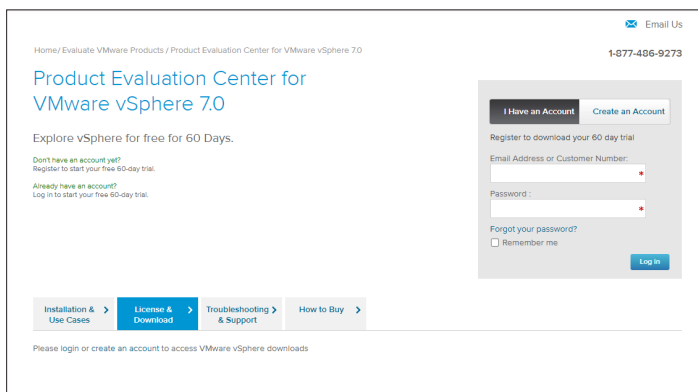 Email Us
Home/ Evaluate VMware Products / Product Evaluation Center for VMware vSphere 7.0
1-877-486-9273
Product Evaluation Center for
VMware vSphere 7.0
Explore vSphere for free for 60 Days.
Don't have an account yet?
Register to start your free 60-day trial.
Already have an account?
Log in to start your free 60-day trial.
I Have an Account
Create an Account
Register to download your 60 day trial
Email Address or Customer Number:
*
Password :
*
Forgot your password?
Remember me
Log in
Installation &
Use Cases
License &
Download
Troubleshooting
& Support
How to Buy
Please login or create an account to access VMware vSphere downloads